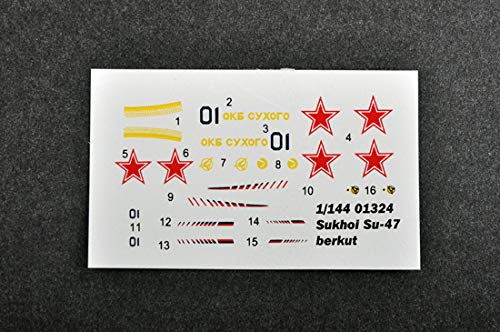 01 2 ОКБ СУХОГО
1
3
ОКБ СУХОГО 01
4
5 6 7 8
9 10 16
1/144 01324
01
11 12 14
Sukhoi Su-47
01 13 15
berkut